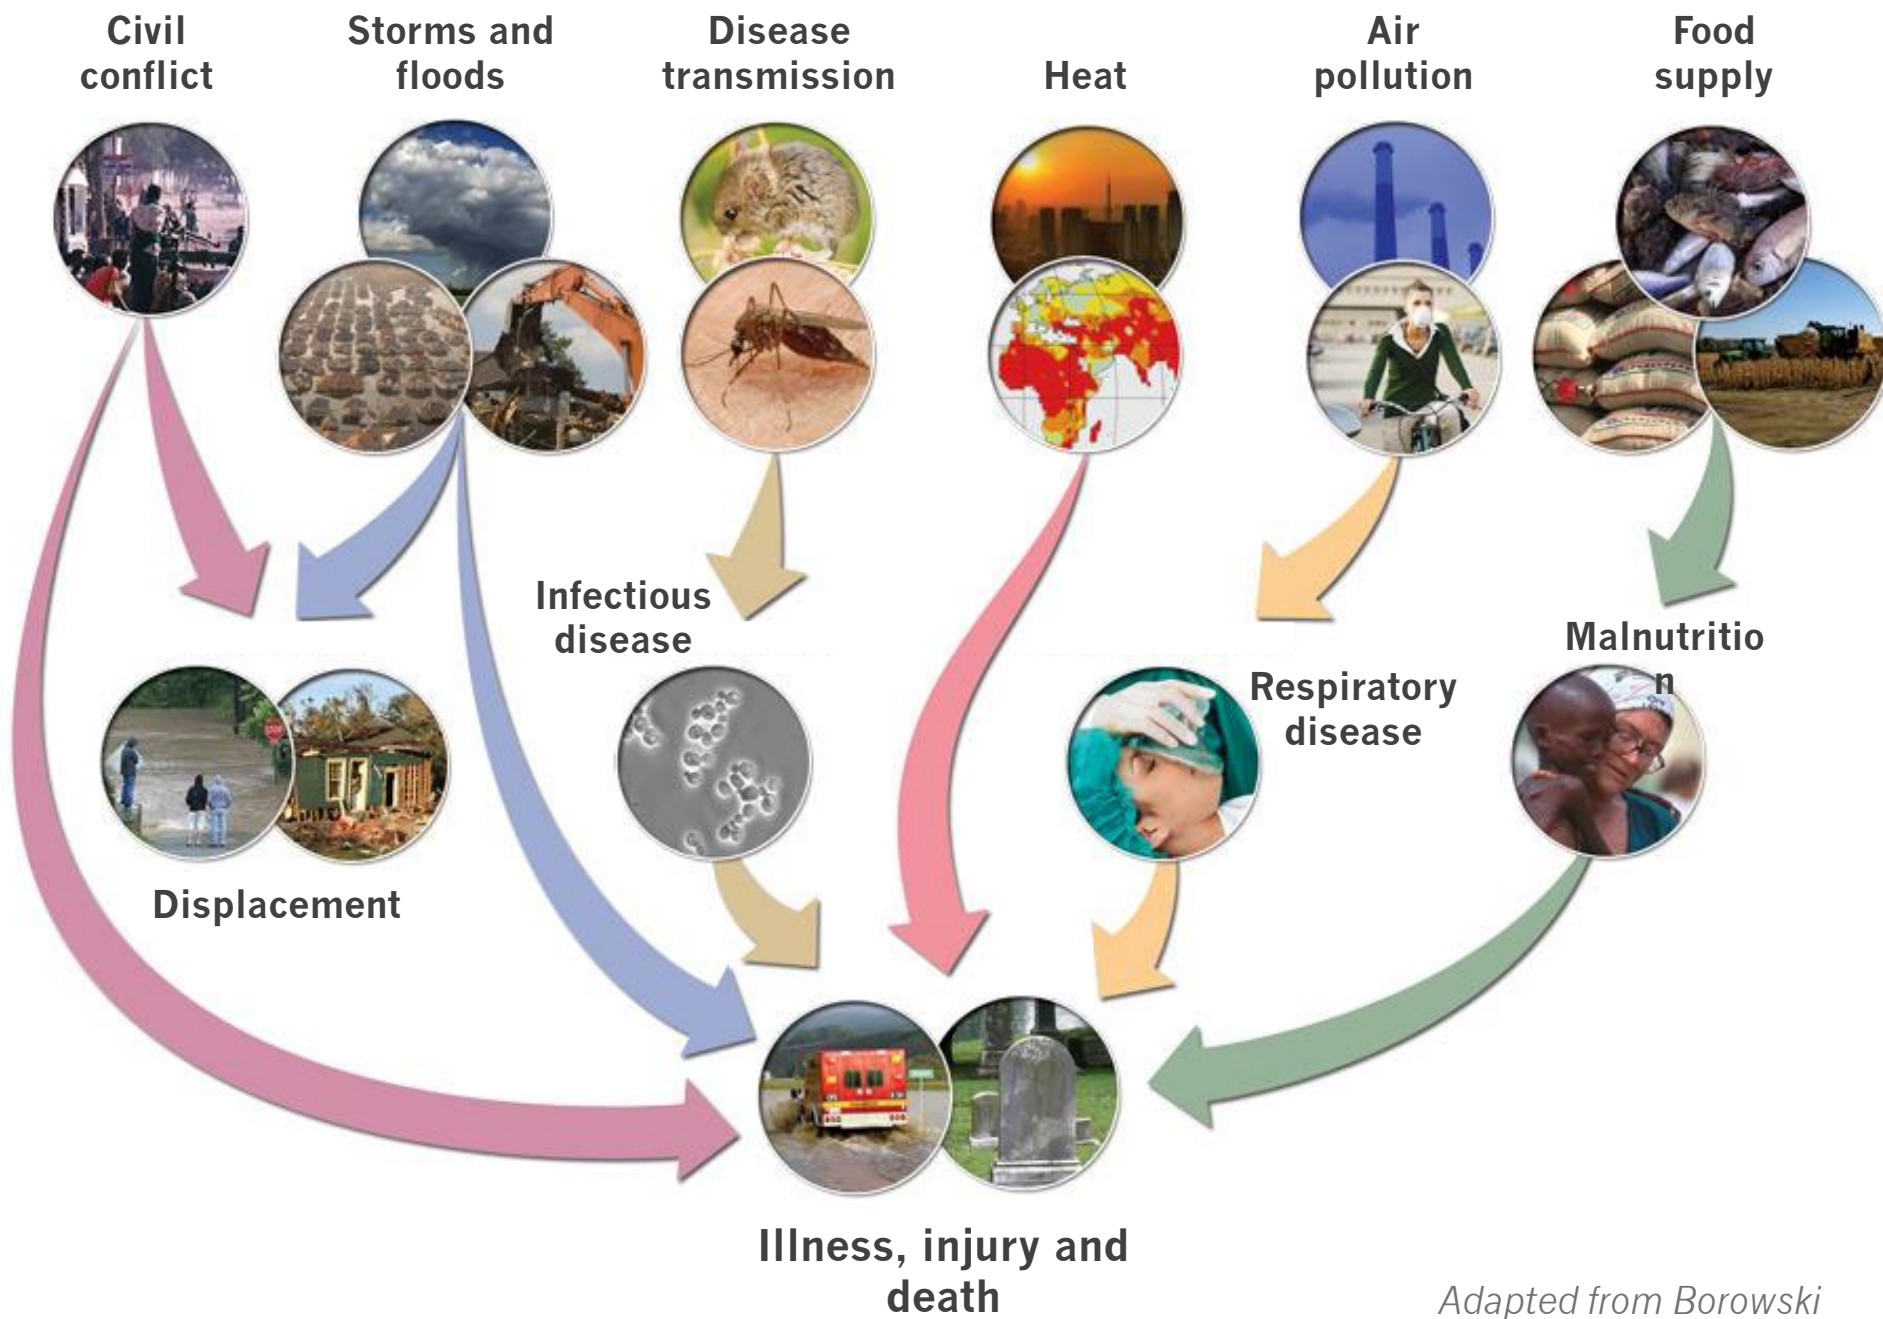 Civil
conflict
Storms and
floods
Disease
transmission
Heat
Air
pollution
Food
supply
Infectious
disease
Malnutritio
n
Respiratory
disease
Displacement
Illness, injury and
death
Adapted from Borowski